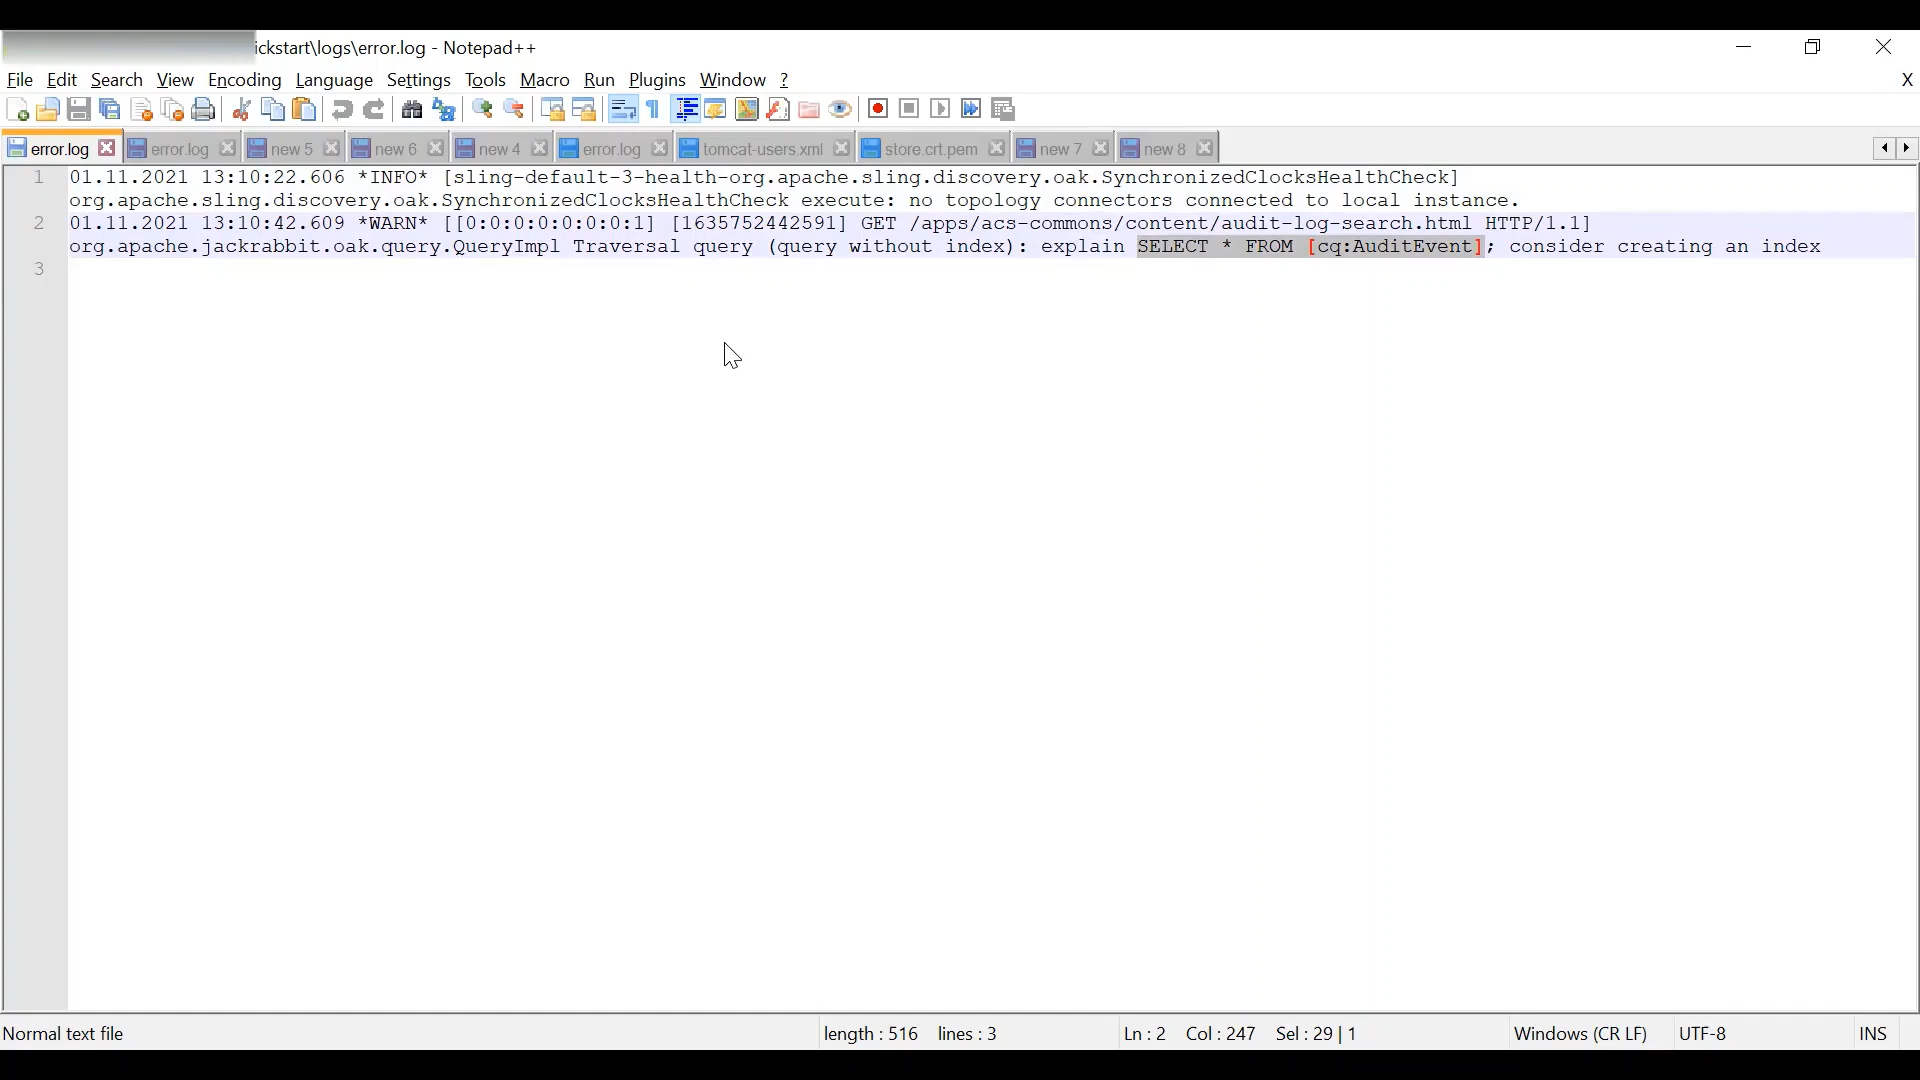 ickstart\logs\error.log - Notepad++
File Edit Search View Encoding Language Settings Tools Macro Run Plugins Window ? X
error.log error.log new 5 new 6 new 4 error.log tomcat-users.xml store.crt.pem new 7 new 8
1 01.11.2021 13:10:22.606 *INFO* [sling-default-3-health-org.apache.sling.discovery.oak.SynchronizedClocksHealthCheck]
org.apache.sling.discovery.oak.SynchronizedClocksHealthCheck execute: no topology connectors connected to local instance.
2 01.11.2021 13:10:42.609 *WARN* [[0:0:0:0:0:0:0:1] [1635752442591] GET /apps/acs-commons/content/audit-log-search.html HTTP/1.1]
org.apache.jackrabbit.oak.query.QueryImpl Traversal query (query without index): explain SELECT * FROM [cq:AuditEvent]; consider creating an index
3
Normal text file length : 516 lines : 3 Ln : 2 Col : 247 Sel : 29 | 1 Windows (CR LF) UTF-8 INS